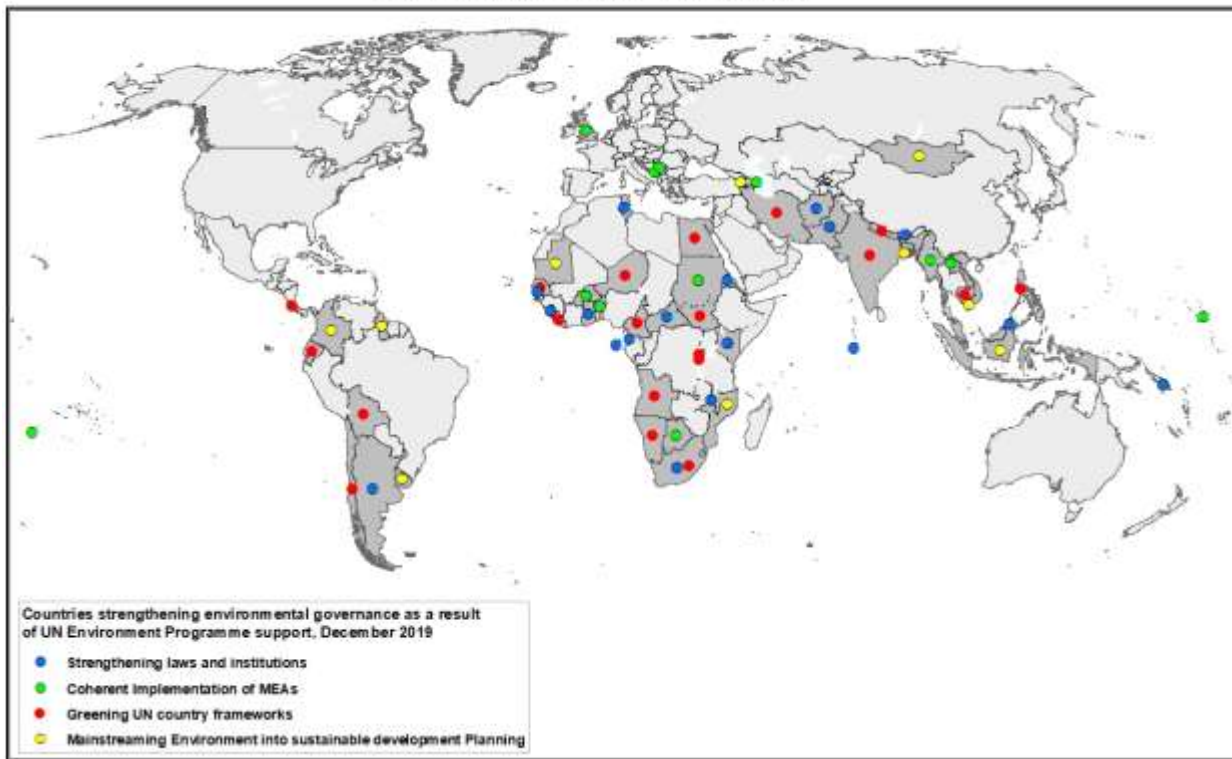 Countries strengthening environmental governance as a result
of UN Environment Programme support, December 2019
Strengthening laws and institutions
Coherent Implementation of MEAs
Greening UN country frameworks
Mainstreaming Environment into sustainable development Planning